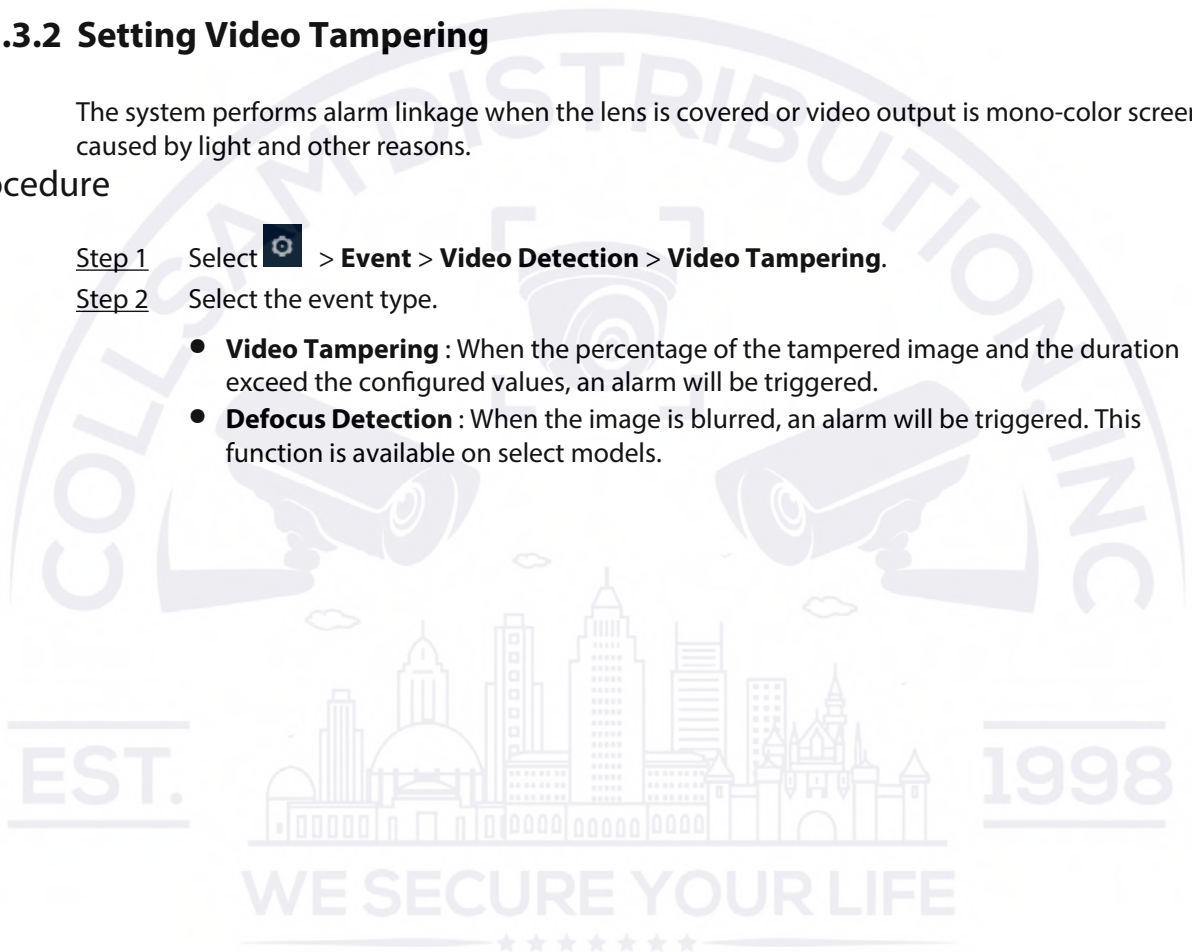 .3.2 Setting Video Tampering
The system performs alarm linkage when the lens is covered or video output is mono-color screen
caused by light and other reasons.
ocedure
Step 1 Select > Event > Video Detection > Video Tampering.
Step 2 Select the event type.
● Video Tampering : When the percentage of the tampered image and the duration
exceed the configured values, an alarm will be triggered.
● Defocus Detection : When the image is blurred, an alarm will be triggered. This
function is available on select models.
COLLSAM DISTRIBUTION, INC
EST. 1998
WE SECURE YOUR LIFE